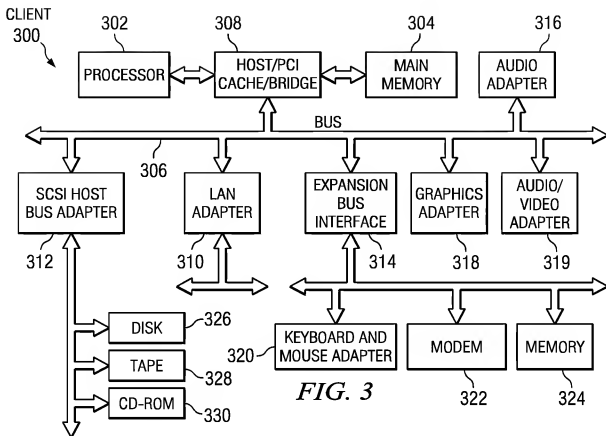 CLIENT
300
302
308
304
316
PROCESSOR
HOST/PCI
CACHE/BRIDGE
MAIN
MEMORY
AUDIO
ADAPTER
BUS
306
SCSI HOST
BUS ADAPTER
LAN
ADAPTER
EXPANSION
BUS
INTERFACE
GRAPHICS
ADAPTER
AUDIO/
VIDEO
ADAPTER
312
310
314
318
319
DISK
326
TAPE
328
CD-ROM
330
KEYBOARD AND
MOUSE ADAPTER
MODEM
MEMORY
320
322
324
FIG. 3